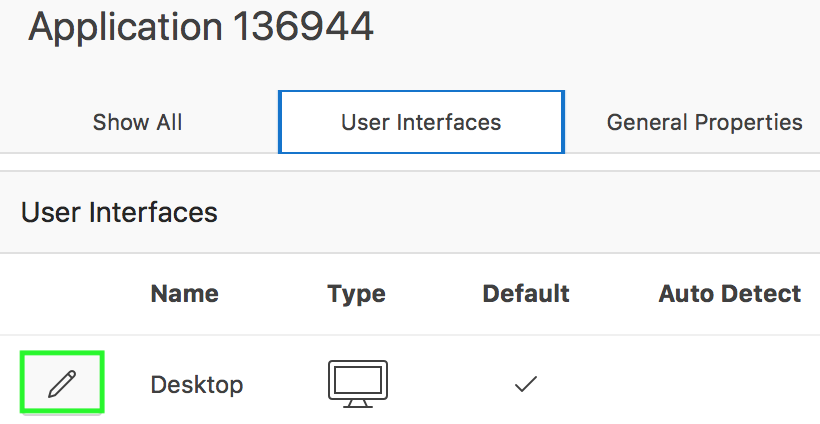 Application 136944
Show All User Interfaces General Properties
User Interfaces
Name Type Default Auto Detect
Desktop